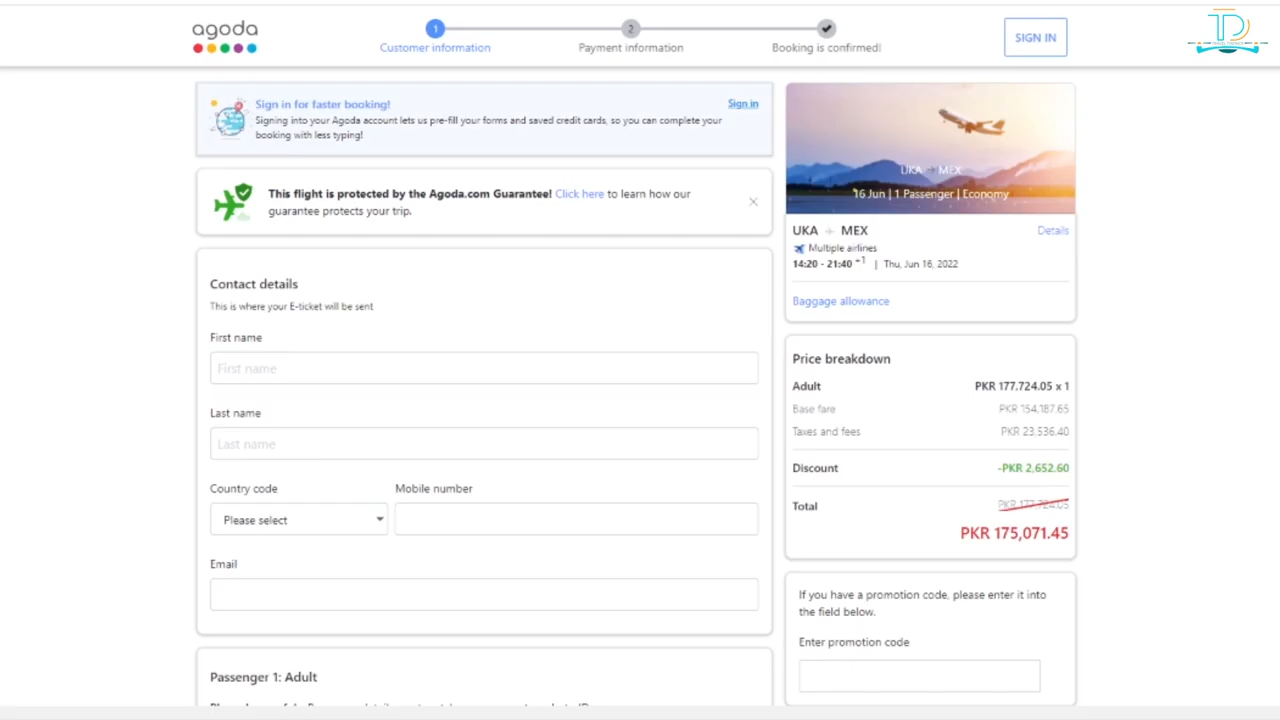 agoda
1
Customer information
2
Payment information
Booking is confirmed!
SIGN IN
TD
Sign in for faster booking!
Sign in
Signing into your Agoda account lets us pre-fill your forms and saved credit cards, so you can complete your
booking with less typing!
This flight is protected by the Agoda.com Guarantee! Click here to learn how our
guarantee protects your trip.
Contact details
This is where your E-ticket will be sent
First name
First name
Last name
Last name
Country code
Mobile number
Please select
Email
Passenger 1: Adult
UKA MEX
16 Jun | 1 Passenger | Economy
UKA MEX
Details
Multiple airlines
14:20 - 21:40 +1 | Thu, Jun 16, 2022
Baggage allowance
Price breakdown
Adult PKR 177,724.05 x 1
Base fare PKR 154,187.65
Taxes and fees PKR 23,536.40
Discount -PKR 2,652.60
Total PKR 177,724.05
PKR 175,071.45
If you have a promotion code, please enter it into
the field below.
Enter promotion code